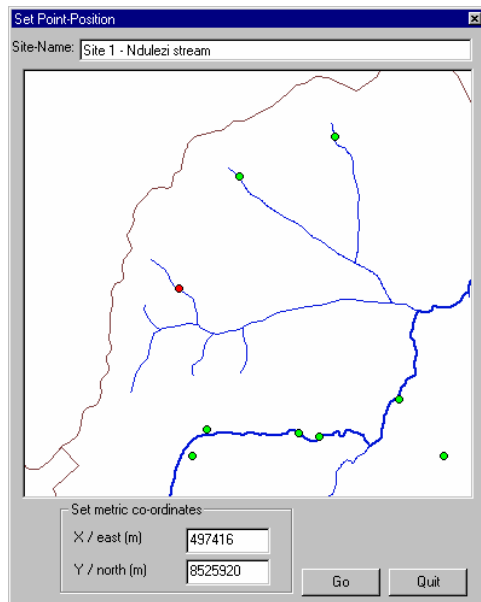 Set Point-Position
Site-Name: Site 1 - Ndulezi stream
Set metric co-ordinates
X / east (m) 497416
Y / north (m) 8525920
Go Quit